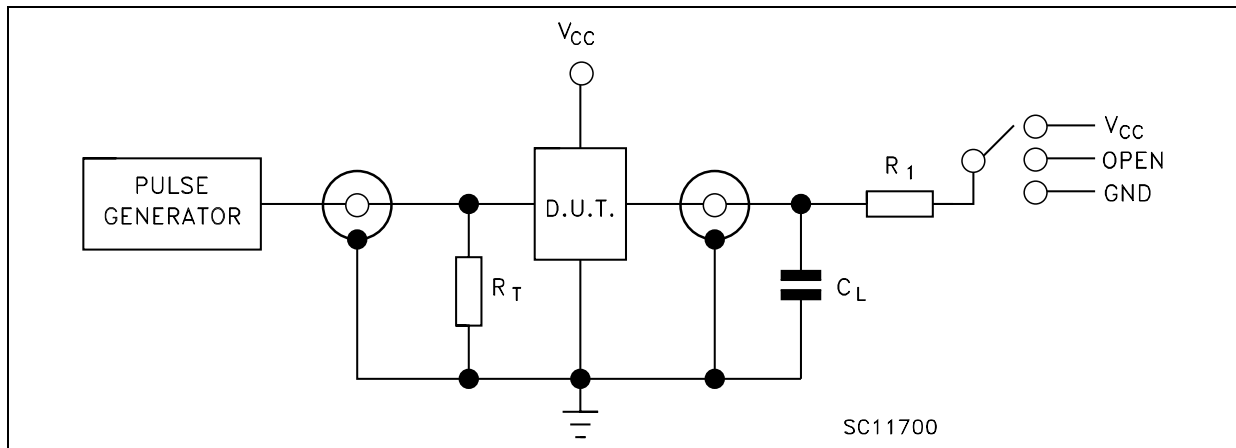 VCC
PULSE
GENERATOR
D.U.T.
RT
R1
CL
VCC
OPEN
GND
SC11700